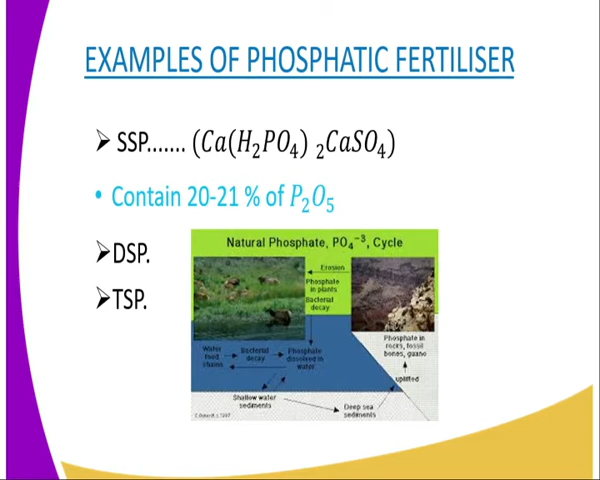 EXAMPLES OF PHOSPHATIC FERTILISER
➢ SSP....... (Ca(H₂PO₄) ₂CaSO₄)
• Contain 20-21 % of P₂O₅
➢DSP.
➢TSP.
Natural Phosphate, PO₄⁻³, Cycle
Erosion
Phosphate
in plants
Bacterial
decay
Phosphate in
rocks, fossil
bones, guano
Water
food
chains
Bacterial
decay
Phosphate
dissolved in
water
uplifted
Shallow water
sediments
Deep sea
sediments